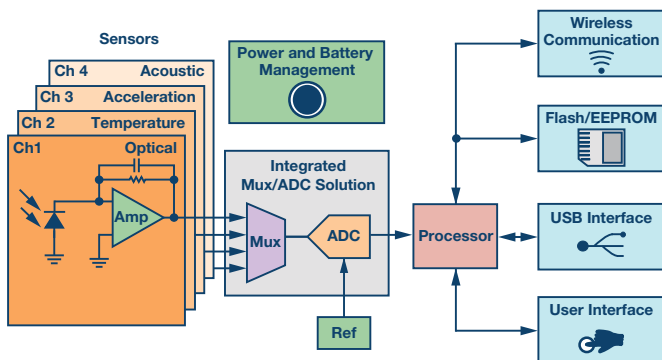 Sensors
Ch 4 Acoustic
Ch 3 Acceleration
Ch 2 Temperature
Ch1 Optical
Amp
Power and Battery
Management
Integrated
Mux/ADC Solution
Mux
ADC
Ref
Processor
Wireless
Communication
Flash/EEPROM
USB Interface
User Interface